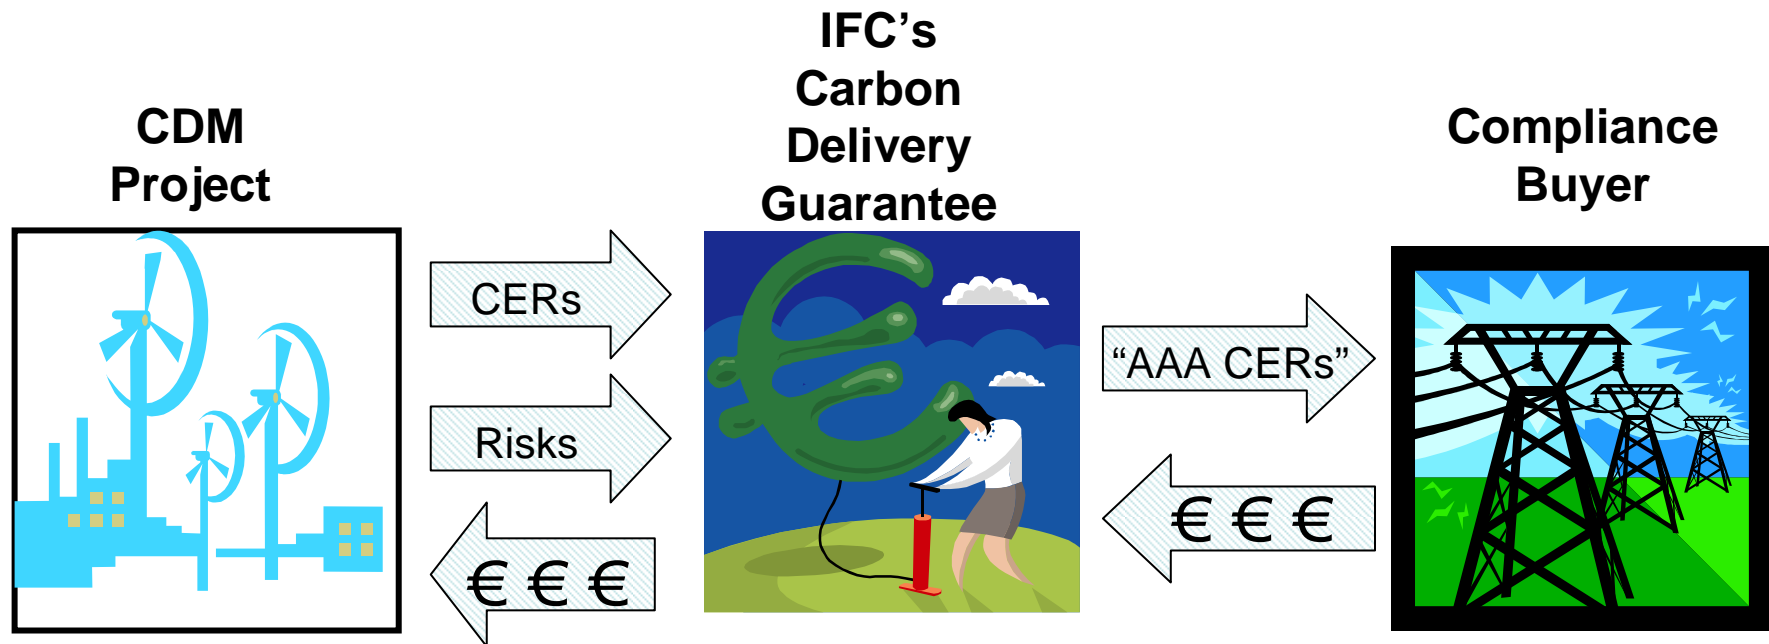 CDM
Project
IFC’s
Carbon
Delivery
Guarantee
Compliance
Buyer
CERs
Risks
€ € €
“AAA CERs”
€ € €